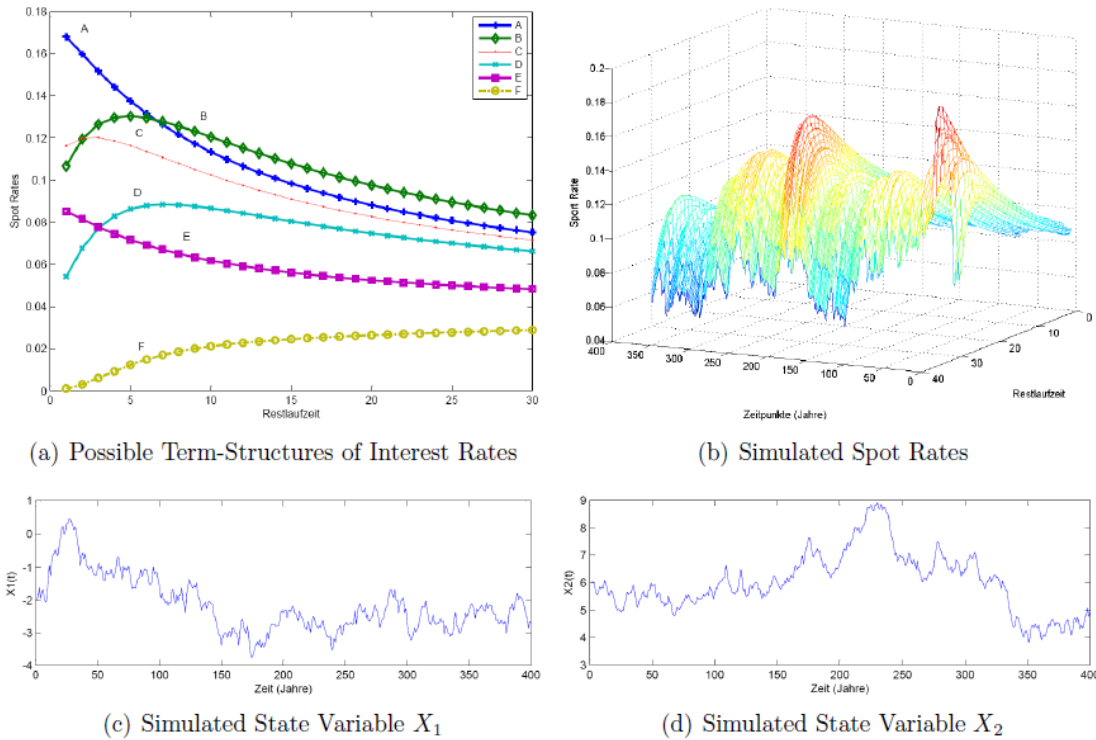 0.18
0.16
0.14
0.12
0.1
0.08
0.06
0.04
0.02
0
Spot Rates
A
B
C
D
E
F
A
B
C
D
E
F
0
5
10
15
20
25
30
Restlaufzeit
(a) Possible Term-Structures of Interest Rates
0.2
0.18
0.16
0.14
0.12
0.1
0.08
0.06
0.04
Sport Rate
400
350
300
250
200
150
100
50
0
Zeitpunkte (Jahre)
40
30
20
10
0
Restlaufzeit
(b) Simulated Spot Rates
1
0
-1
-2
-3
-4
X1(t)
0
50
100
150
200
250
300
350
400
Zeit (Jahre)
(c) Simulated State Variable X1
9
8
7
6
5
4
3
X2(t)
0
50
100
150
200
250
300
350
400
Zeit (Jahre)
(d) Simulated State Variable X2